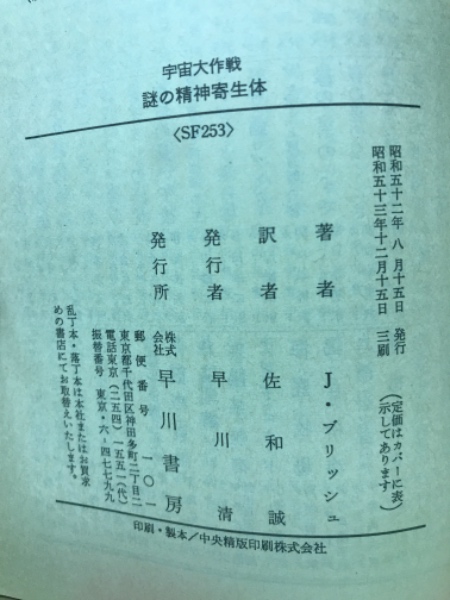 宇宙大作戦
謎の精神寄生体
〈SF253〉
昭和五十二年 八 月十五日 発行
昭和五十三年十二月十五日 三刷
(定価はカバーに表)
(示してあります)
著者 J・ブリッシュ
訳者 佐和 誠
発行者 早川 清
発行所 株式会社 早川書房
郵便番号 一〇一
東京都千代田区神田多町二丁目二
電話東京(二五四)一五五一(代)
振替番号 東京・六-四七七九九
乱丁本・落丁本は本社またはお買求
めの書店にてお取替えいたします。
印刷・製本/中央精版印刷株式会社